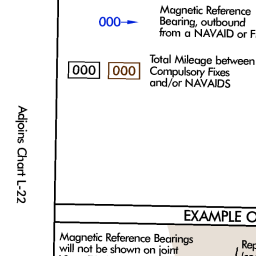 Magnetic Reference
000
Bearing, outbound
from a NAVAID or
Total Mileage between
000 000
Compulsory Fixes
and/or NAVAIDS
Adjoins Chart L-22
EXAMPLE
Magnetic Reference Bearings
will not be shown on joint